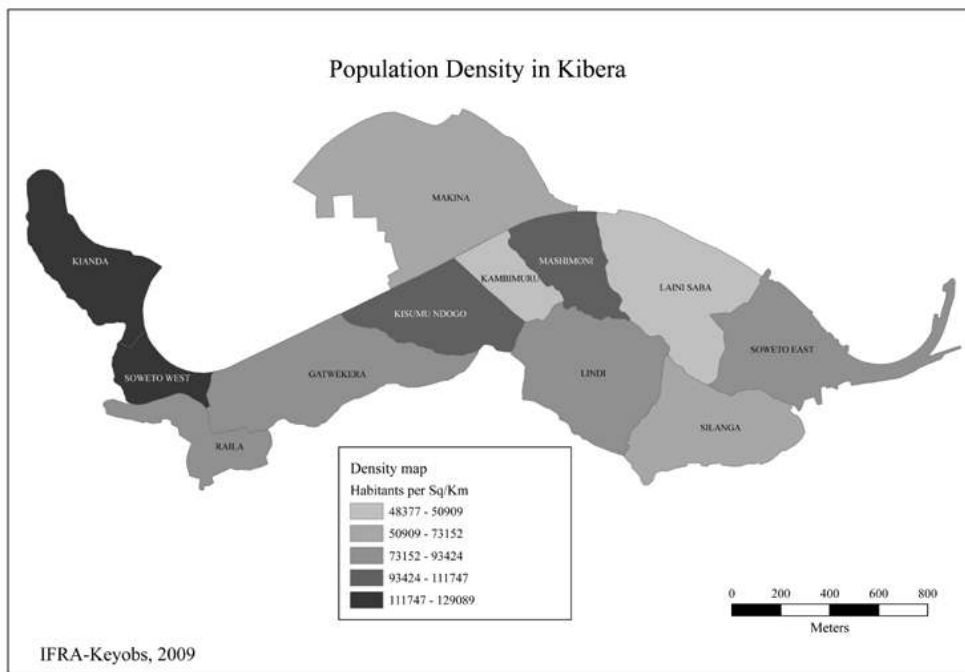 Population Density in Kibera
MAKINA
KIANDA
MASHIMONI
KAMBIMURU
LAINI SABA
KISUMU NDOGO
SOWETO EAST
GATWEKERA
LINDI
SOWETO WEST
SILANGA
RAILA
Density map
Habitants per Sq/Km
48377 - 50909
50909 - 73152
73152 - 93424
93424 - 111747
111747 - 129089
0 200 400 600 800
Meters
IFRA-Keyobs, 2009